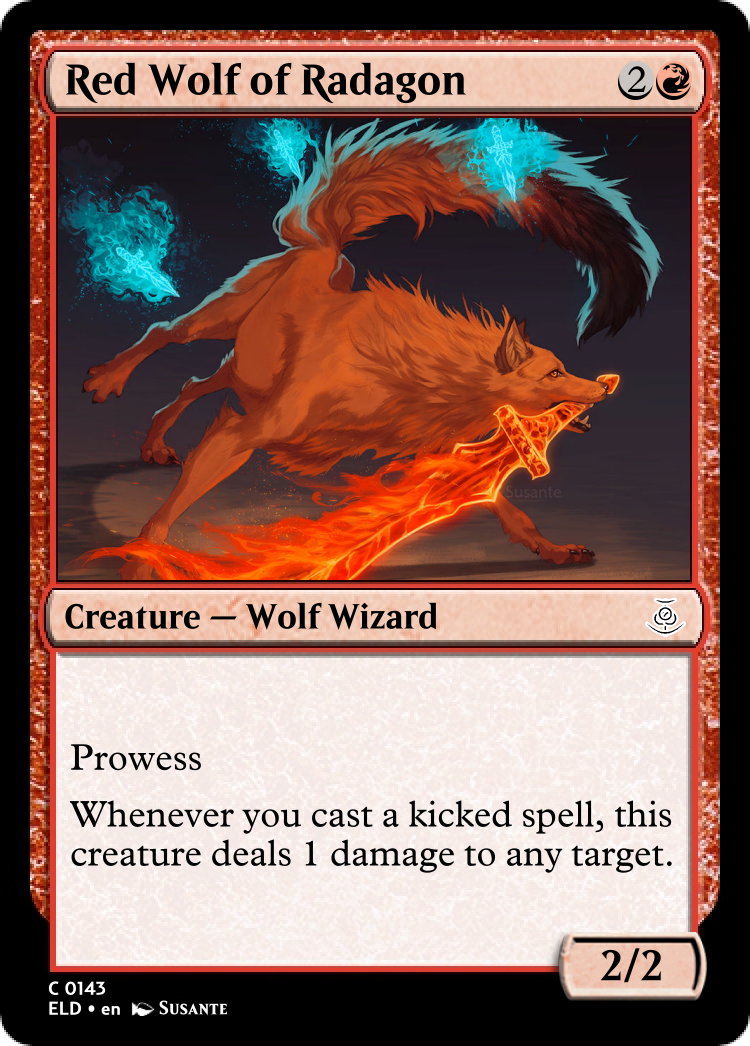 Red Wolf of Radagon
2
Susante
Creature — Wolf Wizard
Prowess
Whenever you cast a kicked spell, this
creature deals 1 damage to any target.
2/2
C 0143
ELD • en SUSANTE